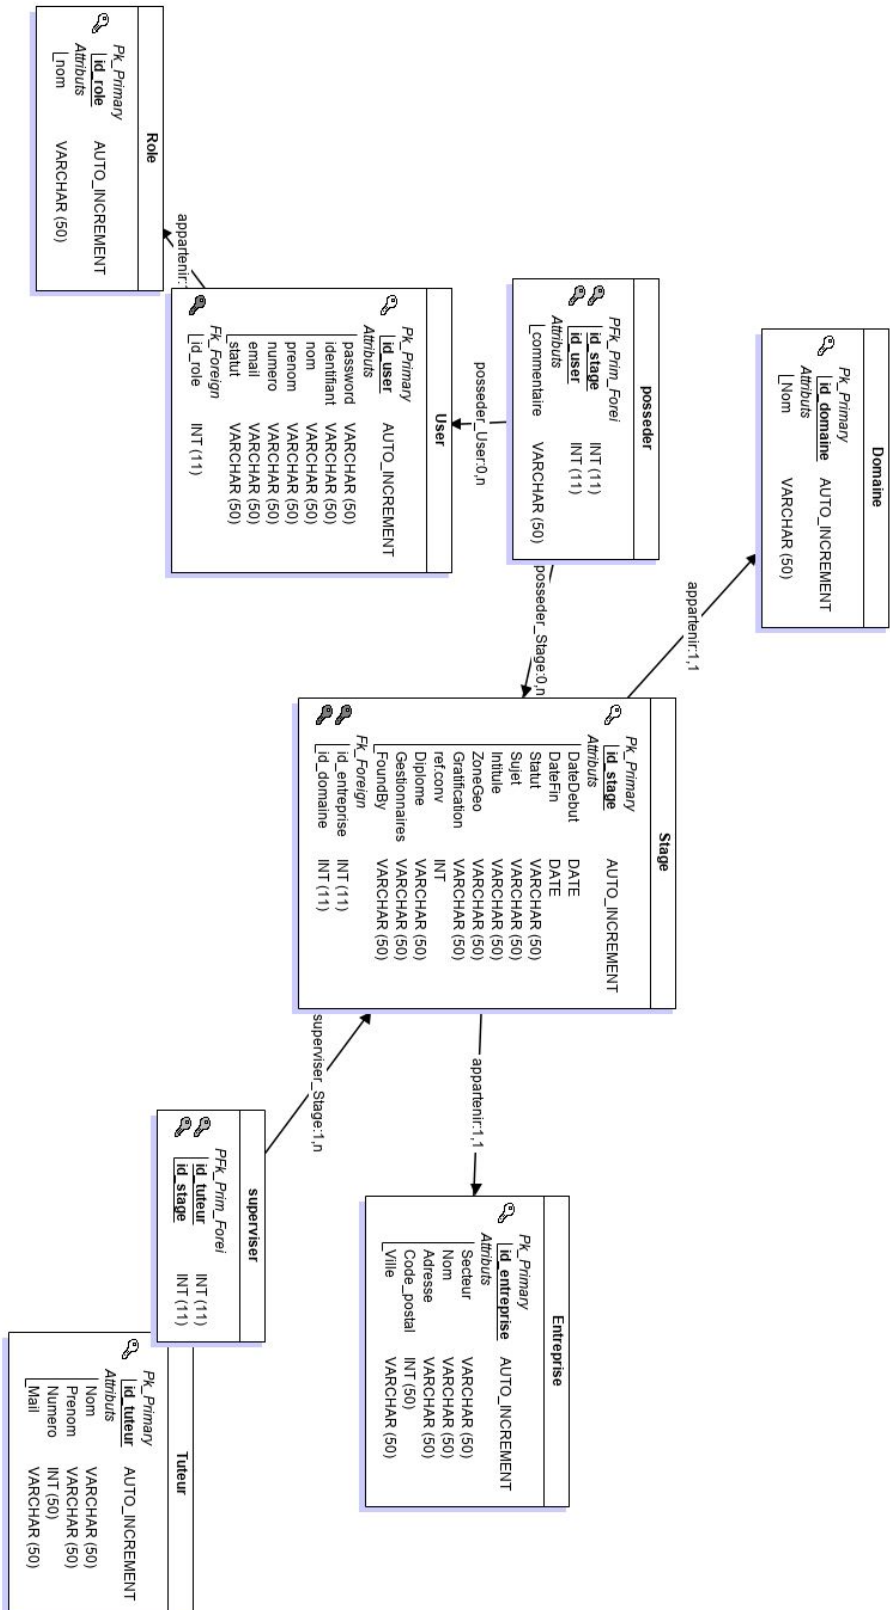 Domaine
Pk_Primary
id_domaine AUTO_INCREMENT
Attributs
Nom VARCHAR (50)
appartenir:1,1
posseder
PFk_Prim_Forei
id_stage INT (11)
id_user INT (11)
Attributs
commentaire VARCHAR (50)
posseder_User:0,n
posseder_Stage:0,n
Role
Pk_Primary
id_role AUTO_INCREMENT
Attributs
nom VARCHAR (50)
appartenir:
User
Pk_Primary
id_user AUTO_INCREMENT
Attributs
password VARCHAR (50)
identifiant VARCHAR (50)
nom VARCHAR (50)
prenom VARCHAR (50)
numero VARCHAR (50)
email VARCHAR (50)
statut VARCHAR (50)
Fk_Foreign
id_role INT (11)
Stage
Pk_Primary
id_stage AUTO_INCREMENT
Attributs
DateDebut DATE
DateFin DATE
Statut VARCHAR (50)
Sujet VARCHAR (50)
Intitule VARCHAR (50)
ZoneGeo VARCHAR (50)
Gratification VARCHAR (50)
ref.conv INT
Diplome VARCHAR (50)
Gestionnaires VARCHAR (50)
FoundBy VARCHAR (50)
Fk_Foreign
id_entreprise INT (11)
id_domaine INT (11)
appartenir:1,1
superviser_Stage:1,n
Entreprise
Pk_Primary
id_entreprise AUTO_INCREMENT
Attributs
Secteur VARCHAR (50)
Nom VARCHAR (50)
Adresse VARCHAR (50)
Code_postal INT (50)
Ville VARCHAR (50)
superviser
PFk_Prim_Forei
id_tuteur INT (11)
id_stage INT (11)
Tuteur
Pk_Primary
id_tuteur AUTO_INCREMENT
Attributs
Nom VARCHAR (50)
Prenom VARCHAR (50)
Numero INT (50)
Mail VARCHAR (50)